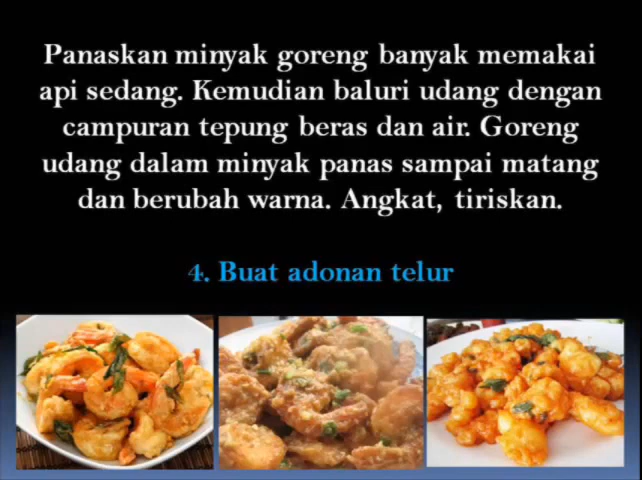 Panaskan minyak goreng banyak memakai
api sedang. Kemudian baluri udang dengan
campuran tepung beras dan air. Goreng
udang dalam minyak panas sampai matang
dan berubah warna. Angkat, tiriskan.
4. Buat adonan telur